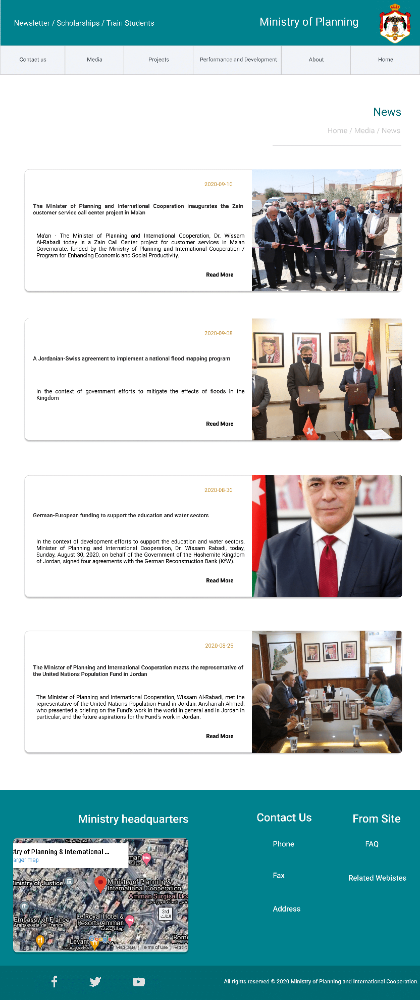 Newsletter / Scholarships / Train Students
Ministry of Planning
Contact us
Media
Projects
Performance and Development
About
Home
News
Home / Media / News
2020-09-10
The Minister of Planning and International Cooperation inaugurates the Zain
customer service call center project in Ma'an
Ma'an - The Minister of Planning and International Cooperation, Dr. Wissam
Al-Rabadi today is a Zain Call Center project for customer services in Ma'an
Governorate, funded by the Ministry of Planning and International Cooperation /
Program for Enhancing Economic and Social Productivity.
Read More
2020-09-08
A Jordanian-Swiss agreement to implement a national flood mapping program
In the context of government efforts to mitigate the effects of floods in the
Kingdom
Read More
2020-08-30
German-European funding to support the education and water sectors
In the context of development efforts to support the education and water sectors,
Minister of Planning and International Cooperation, Dr. Wissam Rabadi, today,
Sunday, August 30, 2020, on behalf of the Government of the Hashemite Kingdom
of Jordan, signed four agreements with the German Reconstruction Bank (KfW).
Read More
2020-08-25
The Minister of Planning and International Cooperation meets the representative of
the United Nations Population Fund in Jordan
The Minister of Planning and International Cooperation, Wissam Al-Rabadi, met the
representative of the United Nations Population Fund in Jordan, Ansharrah Ahmed,
who presented a briefing on the Fund's work in the world in general and in Jordan in
particular, and the future aspirations for the Fund's work in Jordan.
Read More
Ministry headquarters
try of Planning & International ...
arger map
man
inistry of Justice
Ministry of Planning &
International Cooperation
Amman Surgical Hos
3rd
الثالث
Le Royal Hotel &
Resorts Amman
رويال عمان
Embassy of France
Ambassade de France
Rome
Levant
Google
Map Data
Terms of Use
Report
Contact Us
Phone
Fax
Address
From Site
FAQ
Related Webistes
All rights reserved © 2020 Ministry of Planning and International Cooperation.